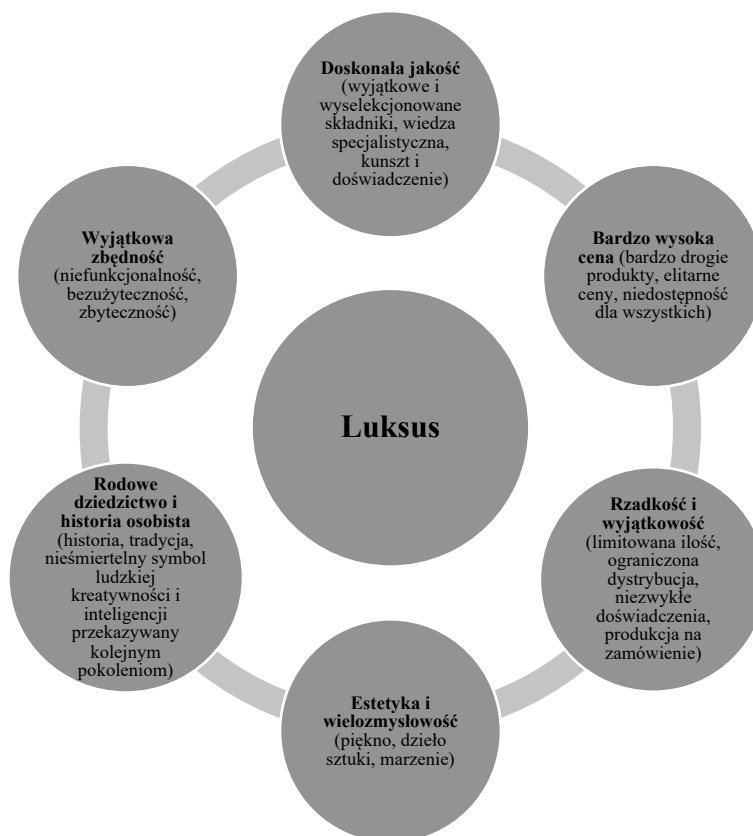 Doskonała jakość
(wyjątkowe i
wyselekcjonowane
składniki, wiedza
specjalistyczna,
kunszt i
doświadczenie)
Wyjątkowa
zbędność
(niefunkcjonalność,
bezużyteczność,
zbyteczność)
Bardzo wysoka
cena (bardzo drogie
produkty, elitarne
ceny, niedostępność
dla wszystkich)
Luksus
Rodowe
dziedzictwo i
historia osobista
(historia, tradycja,
nieśmiertelny symbol
ludzkiej
kreatywności i
inteligencji
przekazywany
kolejnym
pokoleniom)
Rzadkość i
wyjątkowość
(limitowana ilość,
ograniczona
dystrybucja,
niezwykłe
doświadczenia,
produkcja na
zamówienie)
Estetyka i
wielozmysłowość
(piękno, dzieło
sztuki, marzenie)